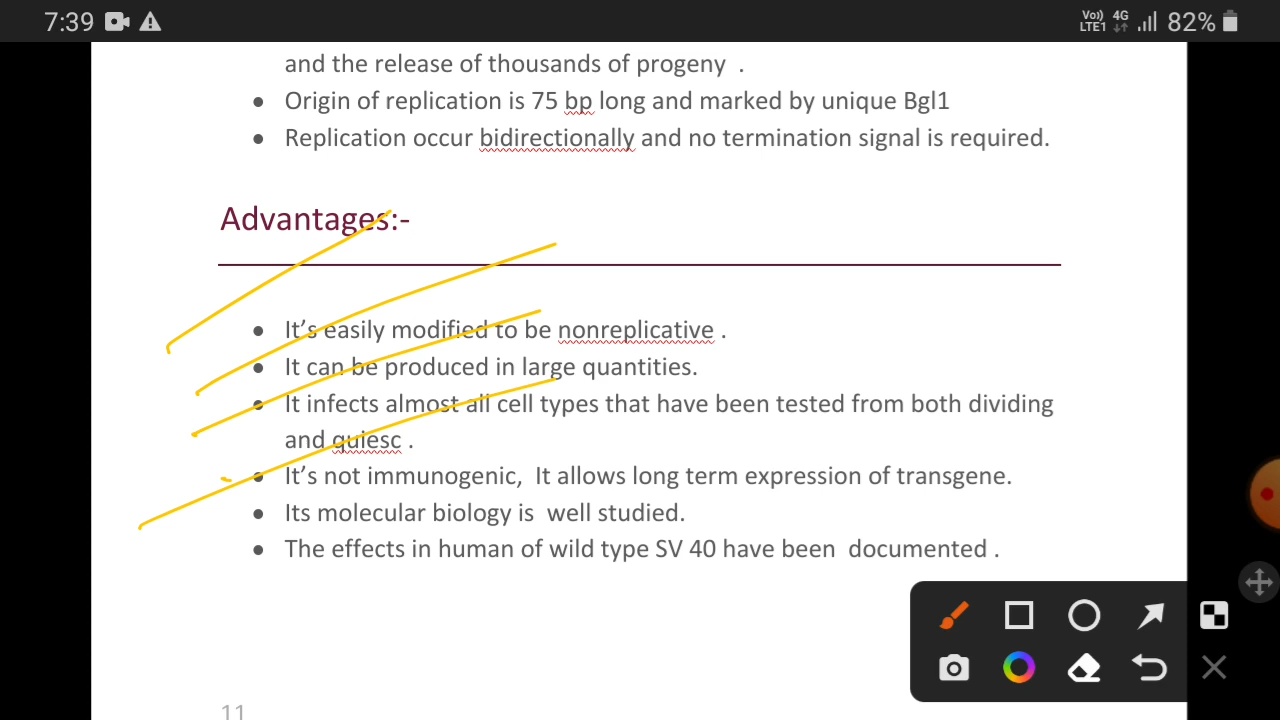 7:39 Vo) LTE1 4G 82%
and the release of thousands of progeny .
• Origin of replication is 75 bp long and marked by unique Bgl1
• Replication occur bidirectionally and no termination signal is required.
Advantages:-
• It’s easily modified to be nonreplicative .
• It can be produced in large quantities.
• It infects almost all cell types that have been tested from both dividing
and quiesc .
• It’s not immunogenic, It allows long term expression of transgene.
• Its molecular biology is well studied.
• The effects in human of wild type SV 40 have been documented .
11